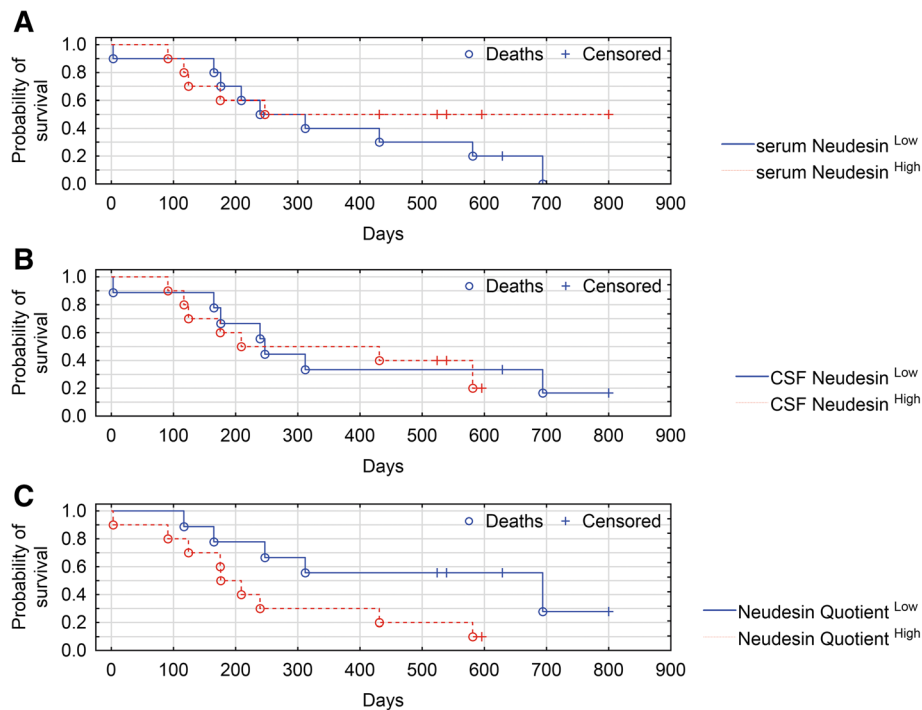 A
Probability of
survival
1.0
0.8
0.6
0.4
0.2
0.0
Deaths
Censored
0 100 200 300 400 500 600 700 800 900
Days
serum Neudesin Low
serum Neudesin High
B
Probability of
survival
1.0
0.8
0.6
0.4
0.2
0.0
Deaths
Censored
0 100 200 300 400 500 600 700 800 900
Days
CSF Neudesin Low
CSF Neudesin High
C
Probability of
survival
1.0
0.8
0.6
0.4
0.2
0.0
Deaths
Censored
0 100 200 300 400 500 600 700 800 900
Days
Neudesin Quotient Low
Neudesin Quotient High